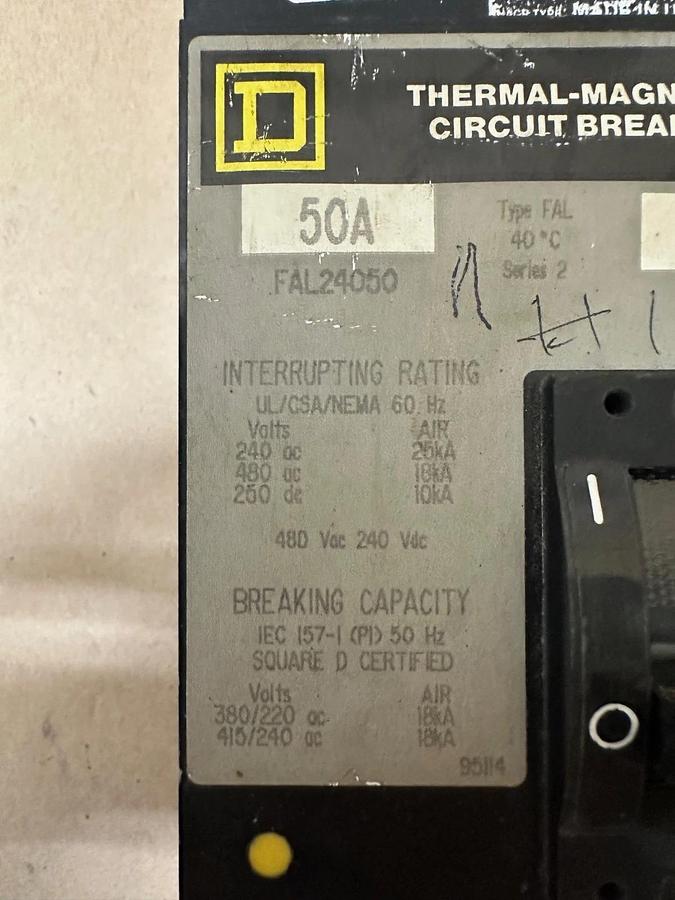 MADE IN
D
THERMAL-MAGN
CIRCUIT BREA
50A
Type FAL
40°C
Series 2
FAL24050
INTERRUPTING RATING
UL/CSA/NEMA 60 Hz
Volts AIR
240 ac 25kA
480 ac 18kA
250 dc 10kA
480 Vac 240 Vdc
BREAKING CAPACITY
IEC 157-1 (P1) 50 Hz
SQUARE D CERTIFIED
Volts AIR
380/220 ac 18kA
415/240 ac 18kA
95114